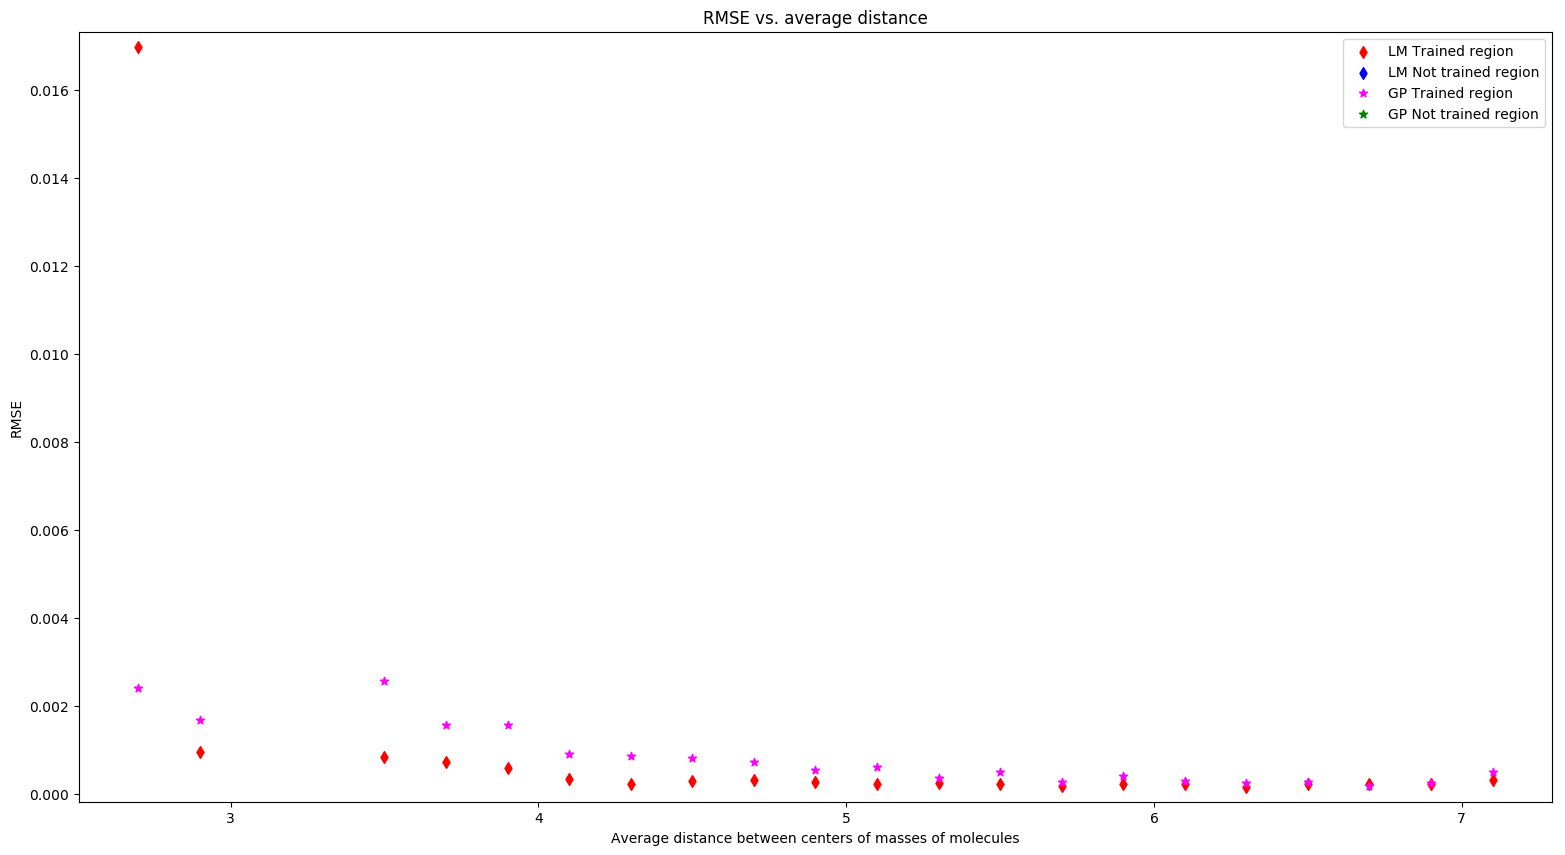 RMSE vs. average distance
LM Trained region
LM Not trained region
GP Trained region
GP Not trained region
0.016
0.014
0.012
0.010
0.008
0.006
0.004
0.002
0.000
RMSE
3 4 5 6 7
Average distance between centers of masses of molecules